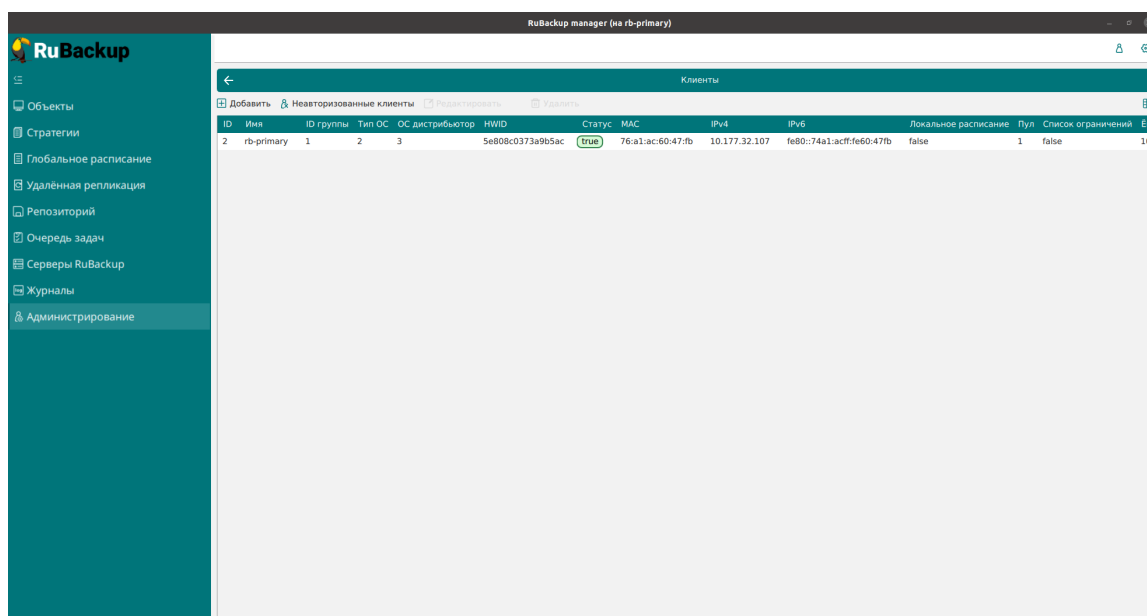 RuBackup manager (на rb-primary)
RuBackup
Объекты
Стратегии
Глобальное расписание
Удалённая репликация
Репозиторий
Очередь задач
Серверы RuBackup
Журналы
Администрирование
Клиенты
Добавить Неавторизованные клиенты Редактировать Удалить
ID Имя ID группы Тип ОС ОС дистрибьютор HWID Статус MAC IPv4 IPv6 Локальное расписание Пул Список ограничений
2 rb-primary 1 2 3 5e808c0373a9b5ac true 76:a1:ac:60:47:fb 10.177.32.107 fe80::74a1:acff:fe60:47fb false 1 false